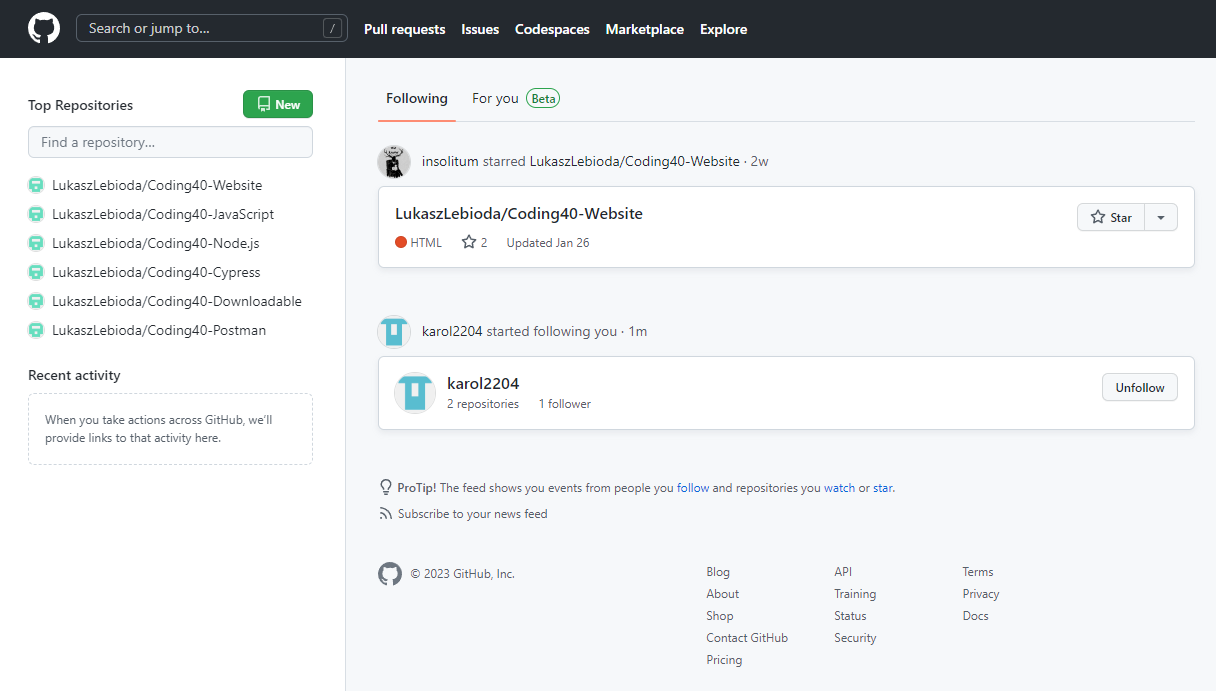 Search or jump to... /
Pull requests Issues Codespaces Marketplace Explore
Top Repositories
New
Find a repository...
LukaszLebioda/Coding40-Website
LukaszLebioda/Coding40-JavaScript
LukaszLebioda/Coding40-Node.js
LukaszLebioda/Coding40-Cypress
LukaszLebioda/Coding40-Downloadable
LukaszLebioda/Coding40-Postman
Recent activity
When you take actions across GitHub, we'll
provide links to that activity here.
Following For you Beta
insolitum starred LukaszLebioda/Coding40-Website · 2w
LukaszLebioda/Coding40-Website
Star
HTML 2 Updated Jan 26
karol2204 started following you · 1m
karol2204
Unfollow
2 repositories 1 follower
ProTip! The feed shows you events from people you follow and repositories you watch or star.
Subscribe to your news feed
© 2023 GitHub, Inc.
Blog
About
Shop
Contact GitHub
Pricing
API
Training
Status
Security
Terms
Privacy
Docs